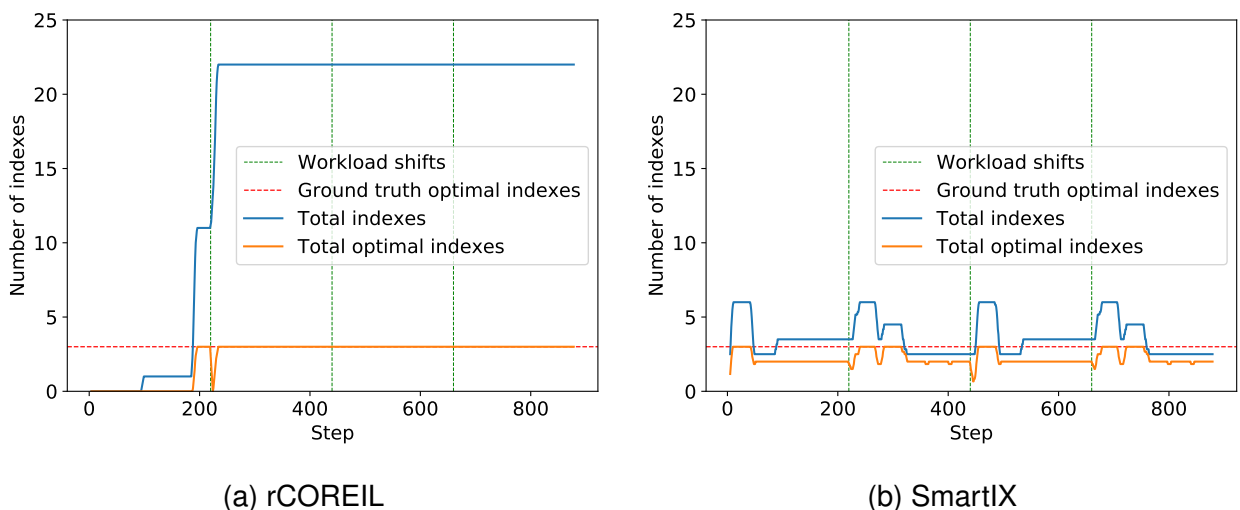 25
20
15
10
5
0
Number of indexes
0 200 400 600 800
Step
Workload shifts
Ground truth optimal indexes
Total indexes
Total optimal indexes
(a) rCOREIL
25
20
15
10
5
0
Number of indexes
0 200 400 600 800
Step
Workload shifts
Ground truth optimal indexes
Total indexes
Total optimal indexes
(b) SmartIX